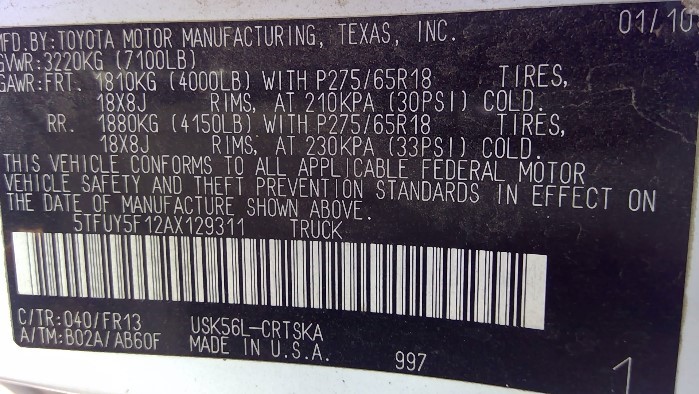 MFD.BY:TOYOTA MOTOR MANUFACTURING, TEXAS, INC. 01/10
GVWR:3220KG (7100LB)
GAWR:FRT. 1810KG (4000LB) WITH P275/65R18 TIRES,
18X8J RIMS, AT 210KPA (30PSI) COLD.
RR. 1880KG (4150LB) WITH P275/65R18 TIRES,
18X8J RIMS, AT 230KPA (33PSI) COLD.
THIS VEHICLE CONFORMS TO ALL APPLICABLE FEDERAL MOTOR
VEHICLE SAFETY AND THEFT PREVENTION STANDARDS IN EFFECT ON
THE DATE OF MANUFACTURE SHOWN ABOVE.
5TFUY5F12AX129311 TRUCK
C/TR:040/FR13 USK56L-CRTSKA
A/TM:B02A/AB60F MADE IN U.S.A. 997
1